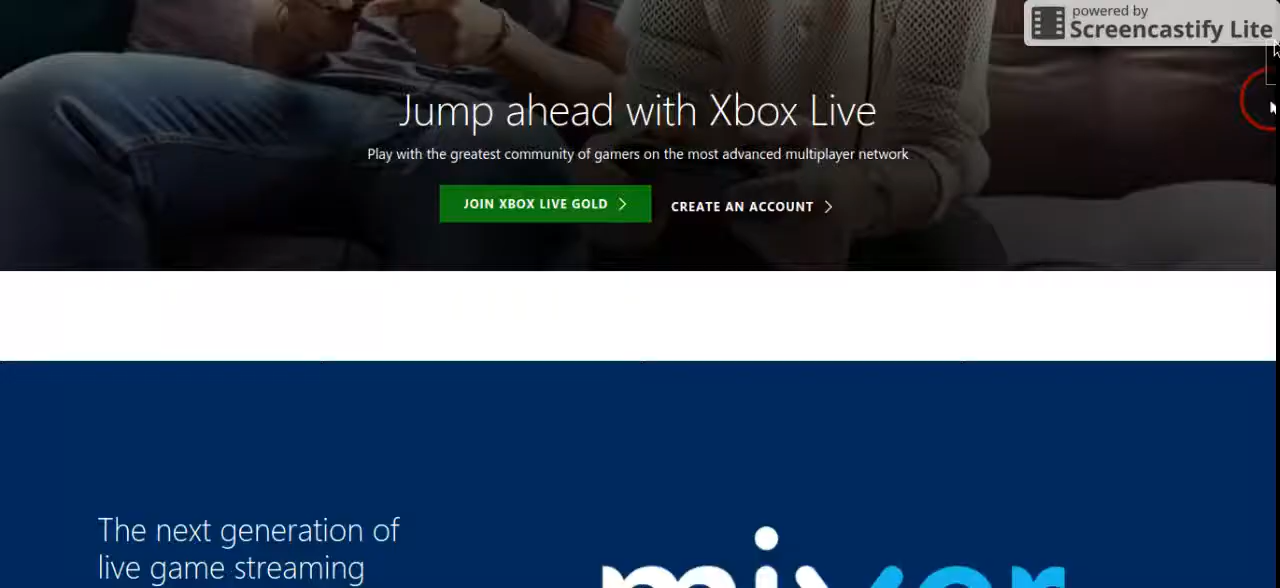 powered by
Screencastify Lite
Jump ahead with Xbox Live
Play with the greatest community of gamers on the most advanced multiplayer network
JOIN XBOX LIVE GOLD
CREATE AN ACCOUNT
The next generation of
live game streaming
mixer